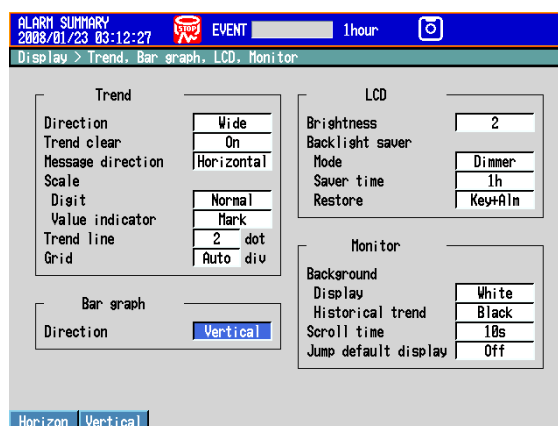 ALARM SUMMARY
2008/01/23 03:12:27
STOP
EVENT
1hour
Display > Trend, Bar graph, LCD, Monitor
Trend
Direction Wide
Trend clear On
Message direction Horizontal
Scale
Digit Normal
Value indicator Mark
Trend line 2 dot
Grid Auto div
Bar graph
Direction Vertical
LCD
Brightness 2
Backlight saver
Mode Dimmer
Saver time 1h
Restore Key+Alm
Monitor
Background
Display White
Historical trend Black
Scroll time 10s
Jump default display Off
Horizon Vertical